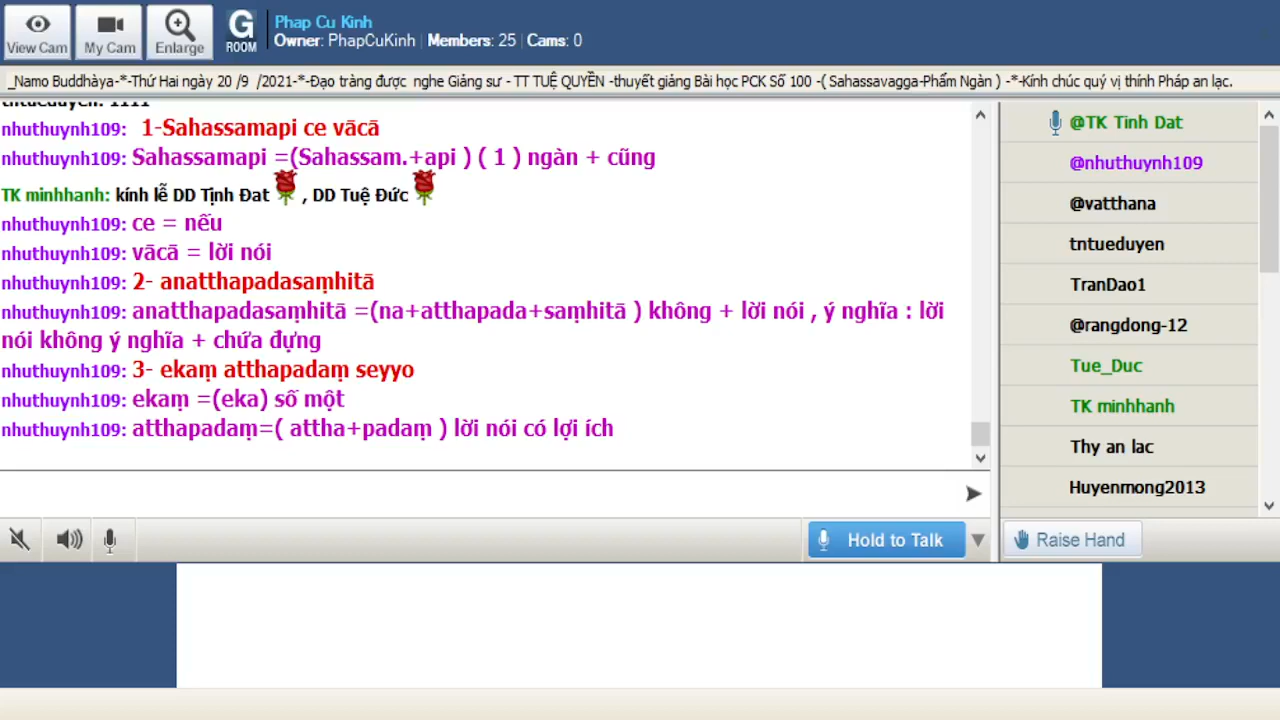 Phap Cu Kinh
Owner: PhapCuKinh | Members: 25 | Cams: 0
View Cam
My Cam
Enlarge
G ROOM
_Namo Buddhàya-*-Thứ Hai ngày 20 /9 /2021-*-Đạo tràng được nghe Giảng sư - TT TUỆ QUYỀN -thuyết giảng Bài học PCK Số 100 -( Sahassavagga-Phẩm Ngàn ) -*-Kính chúc quý vị thính Pháp an lạc.
tntueduyen: 1111
nhuthuynh109: 1-Sahassamapi ce vācā
nhuthuynh109: Sahassamapi =(Sahassam.+api ) ( 1 ) ngàn + cũng
TK minhhanh: kính lễ DD Tịnh Đat , DD Tuệ Đức
nhuthuynh109: ce = nếu
nhuthuynh109: vācā = lời nói
nhuthuynh109: 2- anatthapadasaṃhitā
nhuthuynh109: anatthapadasaṃhitā =(na+atthapada+saṃhitā ) không + lời nói , ý nghĩa : lời
nói không ý nghĩa + chứa đựng
nhuthuynh109: 3- ekaṃ atthapadaṃ seyyo
nhuthuynh109: ekaṃ =(eka) số một
nhuthuynh109: atthapadaṃ=( attha+padaṃ ) lời nói có lợi ích
@TK Tinh Dat
@nhuthuynh109
@vatthana
tntueduyen
TranDao1
@rangdong-12
Tue_Duc
TK minhhanh
Thy an lac
Huyenmong2013
Hold to Talk
Raise Hand